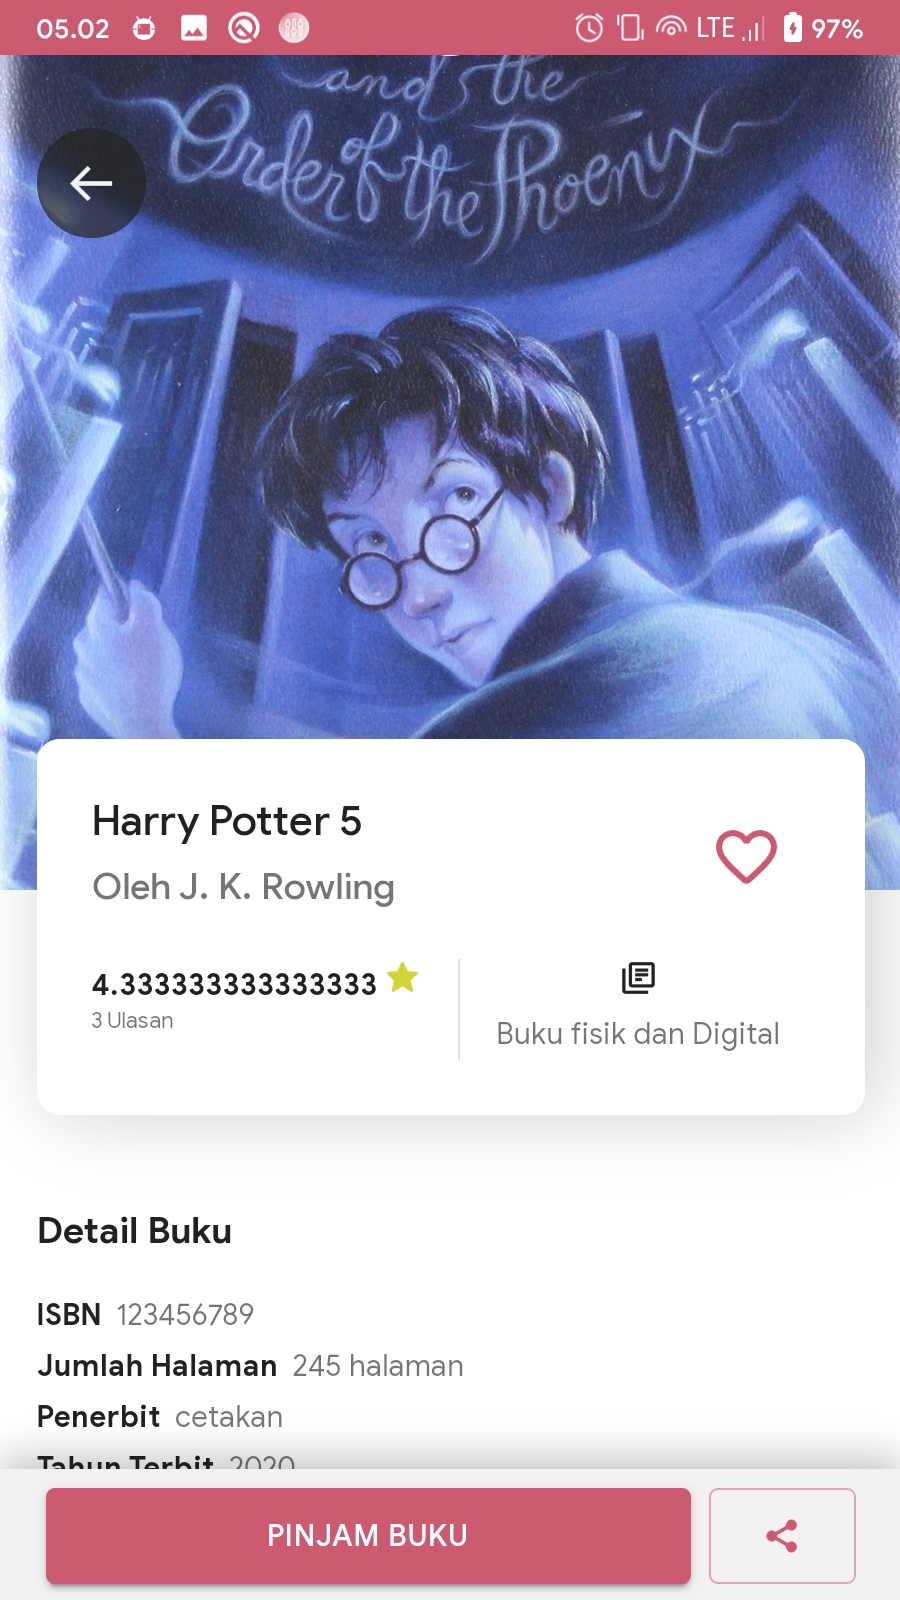 05.02 LTE 97%
and the
Order of the Phoenix
Harry Potter 5
Oleh J. K. Rowling
4.333333333333333
3 Ulasan
Buku fisik dan Digital
Detail Buku
ISBN 123456789
Jumlah Halaman 245 halaman
Penerbit cetakan
Tahun Terbit 2020
PINJAM BUKU